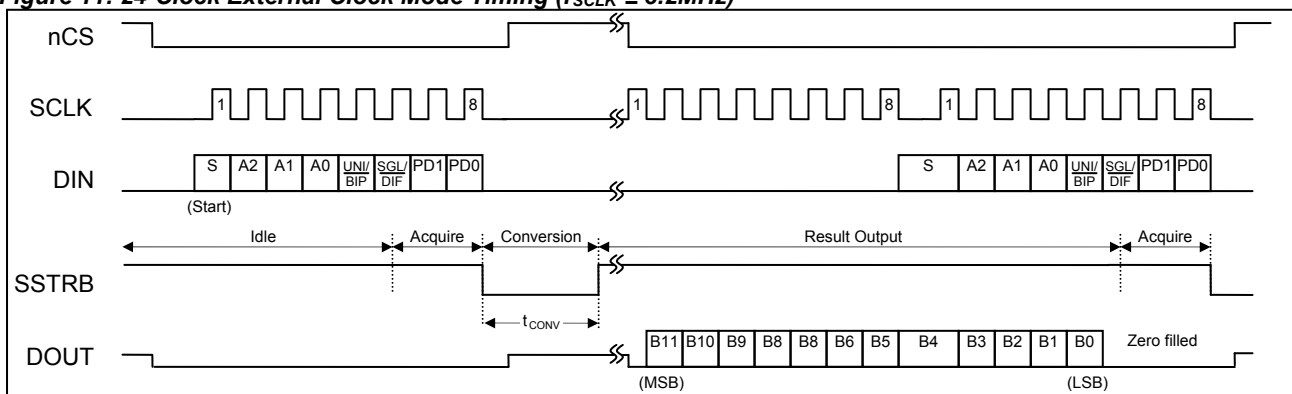 Figure 11: 24-Clock External Clock Mode Timing (fSCLK ≤ 3.2MHz)
nCS
SCLK 1 8 1 8 1 8
DIN S A2 A1 A0 UNI/BIP SGL/DIF PD1 PD0 S A2 A1 A0 UNI/BIP SGL/DIF PD1 PD0
(Start)
Idle Acquire Conversion Result Output Acquire
SSTRB
tCONV
DOUT B11 B10 B9 B8 B8 B6 B5 B4 B3 B2 B1 B0 Zero filled
(MSB) (LSB)